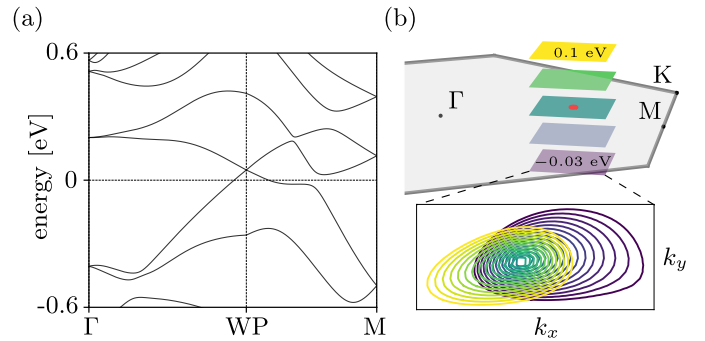 (a)
0.6
0
-0.6
energy [eV]
Γ
WP
M
(b)
0.1 eV
K
Γ
M
−0.03 eV
k_y
k_x